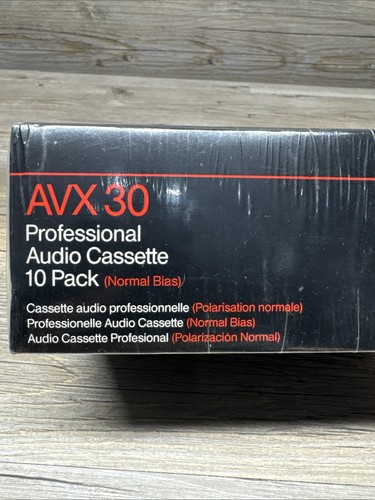 AVX 30
Professional
Audio Cassette
10 Pack (Normal Bias)
Cassette audio professionnelle (Polarisation normale)
Professionelle Audio Cassette (Normal Bias)
Audio Cassette Profesional (Polarización Normal)